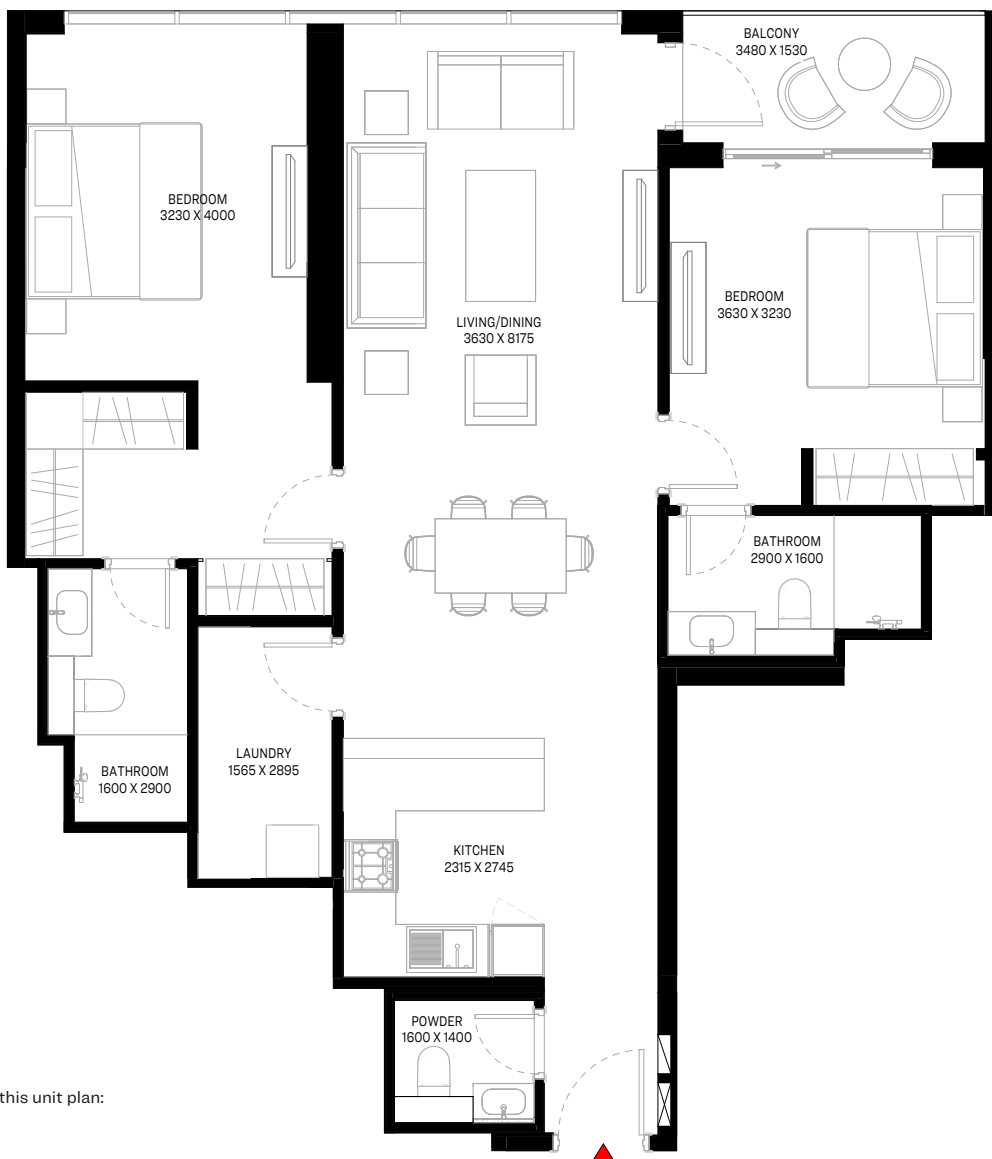 BALCONY
3480 X 1530
BEDROOM
3230 X 4000
BEDROOM
3630 X 3230
LIVING/DINING
3630 X 8175
BATHROOM
2900 X 1600
LAUNDRY
1565 X 2895
BATHROOM
1600 X 2900
KITCHEN
2315 X 2745
POWDER
1600 X 1400
this unit plan: